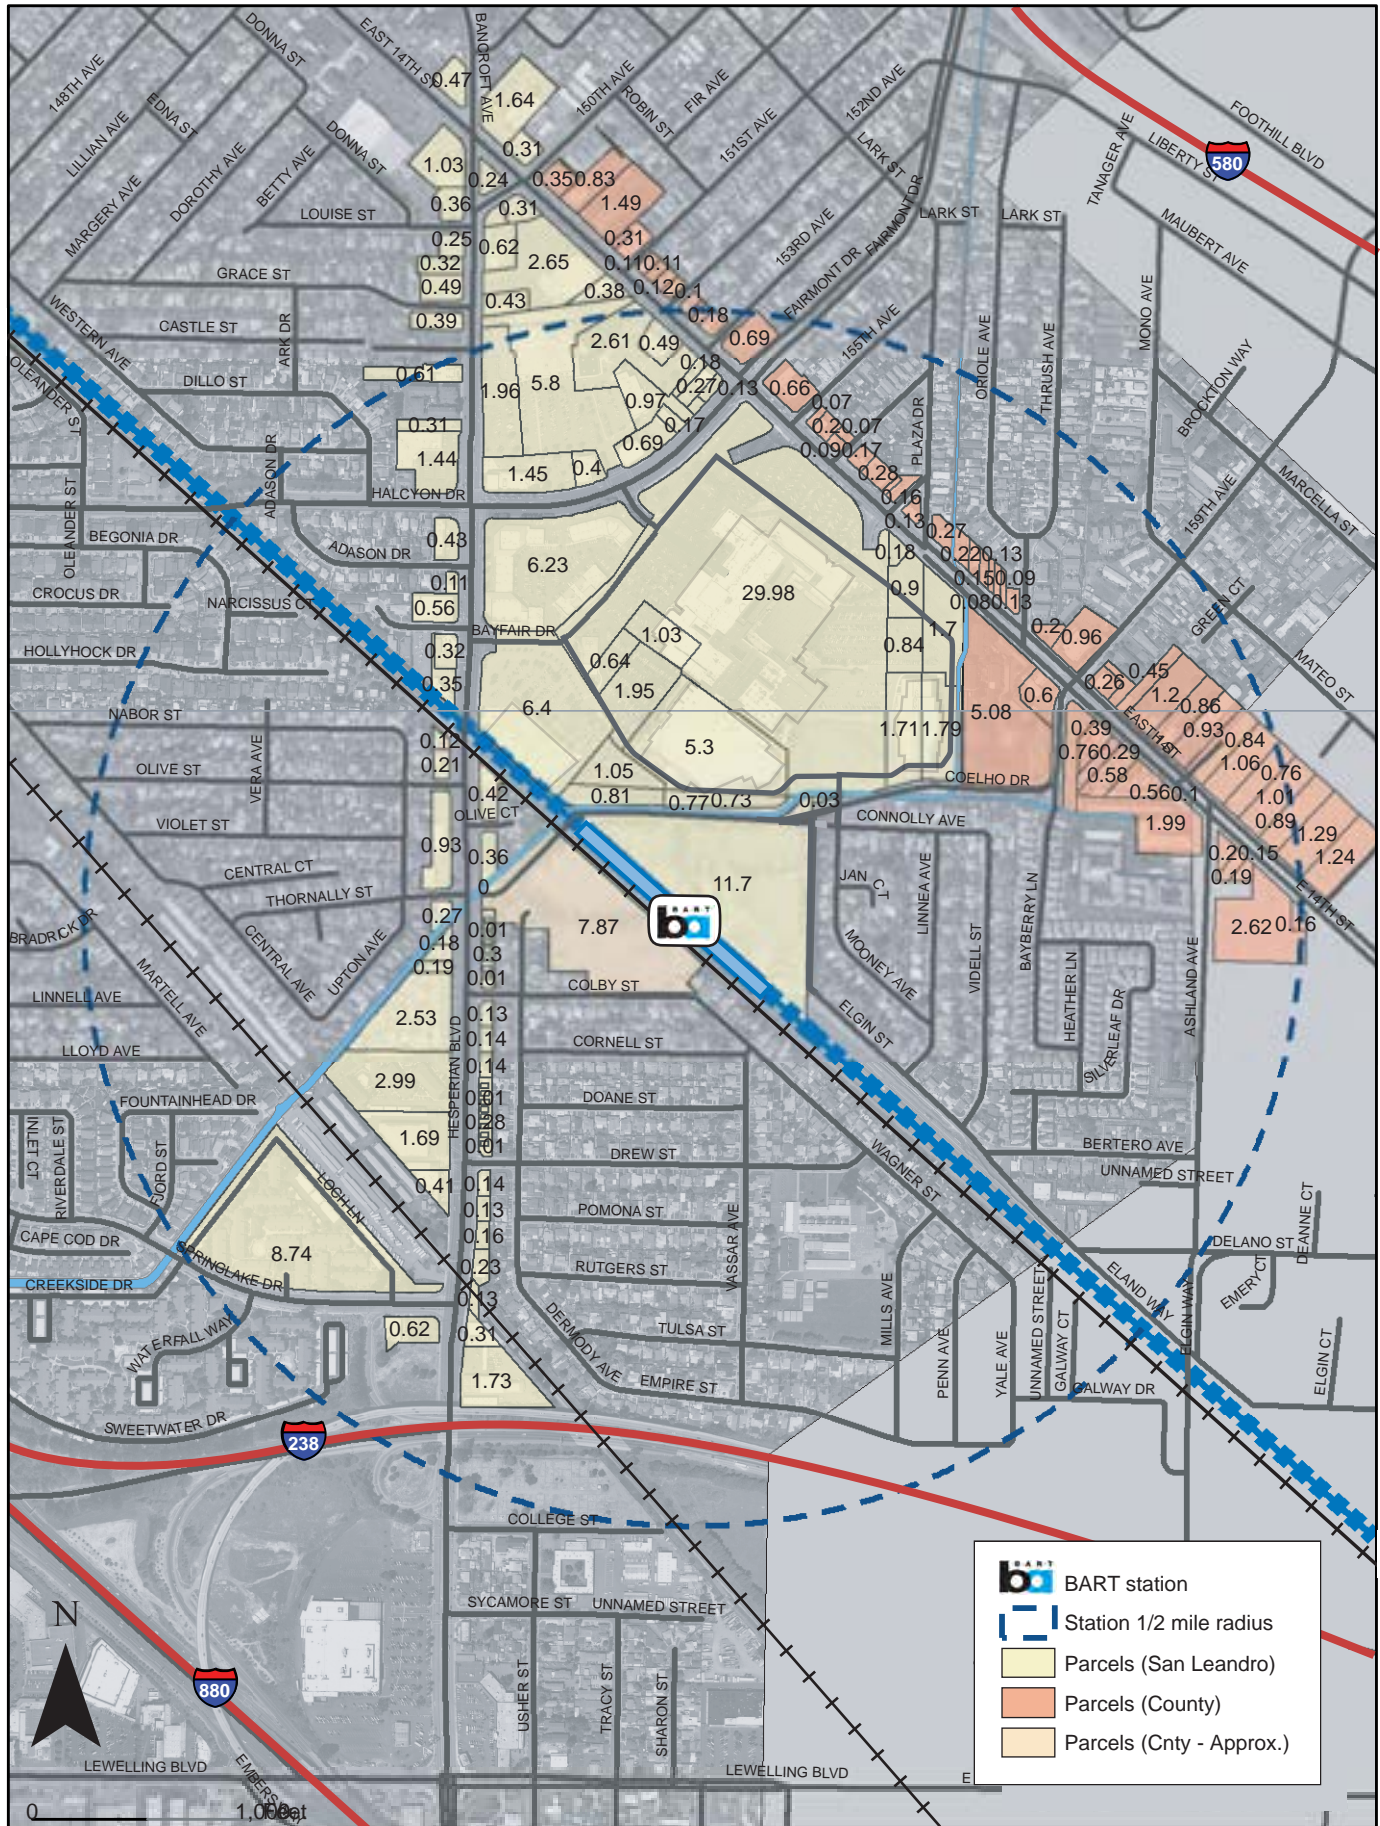 DONNA ST
EAST 14TH ST
BANCROFT AVE
0.47
1.64
150TH AVE
ROBIN ST
FIR AVE
151ST AVE
152ND AVE
LARK ST
FOOTHILL BLVD
LIBERTY ST
580
TANAGER AVE
MAUBERT AVE
148TH AVE
LILLIAN AVE
EDNA ST
MARGERY AVE
DOROTHY AVE
BETTY AVE
DONNA ST
LOUISE ST
1.03
0.31
0.24
0.36
0.31
0.35
0.83
1.49
0.31
153RD AVE
FAIRMONT DR
LARK ST
LARK ST
0.25
0.62
0.32
2.65
0.49
0.43
0.38
0.11
0.11
0.12
0.1
0.18
GRACE ST
FAIRMONT DR
MONO AVE
WESTERN AVE
CASTLE ST
ARK DR
0.39
2.61
0.49
0.69
155TH AVE
ORIOLE AVE
THRUSH AVE
BROCKTON WAY
OLEANDER ST
DILLO ST
0.61
1.96
5.8
0.18
0.27
0.13
0.97
0.17
0.66
0.07
0.2
0.07
0.09
0.17
PLAZA DR
0.31
1.44
0.69
1.45
0.4
0.28
0.16
0.13
ADASON DR
HALCYON DR
MARCELLA ST
159TH AVE
OLEANDER ST
BEGONIA DR
ADASON DR
0.43
6.23
29.98
0.18
0.27
0.22
0.13
0.15
0.09
0.08
0.13
0.9
0.11
0.56
CROCUS DR
NARCISSUS CT
BAYFAIR DR
1.03
1.7
0.2
0.96
GREEN CT
HOLLYHOCK DR
0.32
0.64
0.84
0.35
1.95
0.6
0.26
0.45
1.2
0.86
MATEO ST
NABOR ST
6.4
5.3
1.71
1.79
5.08
0.39
EAST 14 ST
0.93
0.84
0.12
0.21
0.76
0.29
1.06
0.76
OLIVE ST
VERA AVE
1.05
COELHO DR
0.58
0.56
0.1
1.01
0.42
0.81
0.77
0.73
0.03
0.89
1.29
OLIVE CT
VIOLET ST
CONNOLLY AVE
1.99
1.24
0.93
0.36
0.2
0.15
0.19
CENTRAL CT
THORNALLY ST
0
11.7
JAN CT
LINNEA AVE
BAYBERRY LN
E 14TH ST
0.27
0.01
7.87
2.62
0.16
BRADRICK DR
CENTRAL AVE
UPTON AVE
0.18
0.3
0.19
0.01
MOONEY AVE
VIDELL ST
HEATHER LN
ASHLAND AVE
MARTELL AVE
LINNELL AVE
COLBY ST
ELGIN ST
SILVERLEAF DR
2.53
0.13
0.14
CORNELL ST
LLOYD AVE
HESPERIAN BLVD
2.99
0.14
FOUNTAINHEAD DR
0.01
DOANE ST
0.28
1.69
0.01
DREW ST
WAGNER ST
BERTERO AVE
UNNAMED STREET
INLET CT
RIVERDALE ST
FJORD ST
LOCH LN
0.41
0.14
0.13
POMONA ST
VASSAR AVE
DEANNE CT
CAPE COD DR
8.74
0.16
DELANO ST
SPRINGLAKE DR
0.23
RUTGERS ST
CREEKSIDE DR
ELAND WAY
EMERY CT
0.13
MILLS AVE
UNNAMED STREET
GALWAY CT
ELGIN WAY
ELGIN CT
0.62
0.31
DERMODY AVE
TULSA ST
WATERFALL WAY
PENN AVE
YALE AVE
1.73
EMPIRE ST
GALWAY DR
SWEETWATER DR
238
COLLEGE ST
SYCAMORE ST
UNNAMED STREET
USHER ST
TRACY ST
SHARON ST
N
880
LEWELLING BLVD
LEWELLING BLVD
E
0
BART
ba
BART
ba BART station
Station 1/2 mile radius
Parcels (San Leandro)
Parcels (County)
Parcels (Cnty - Approx.)